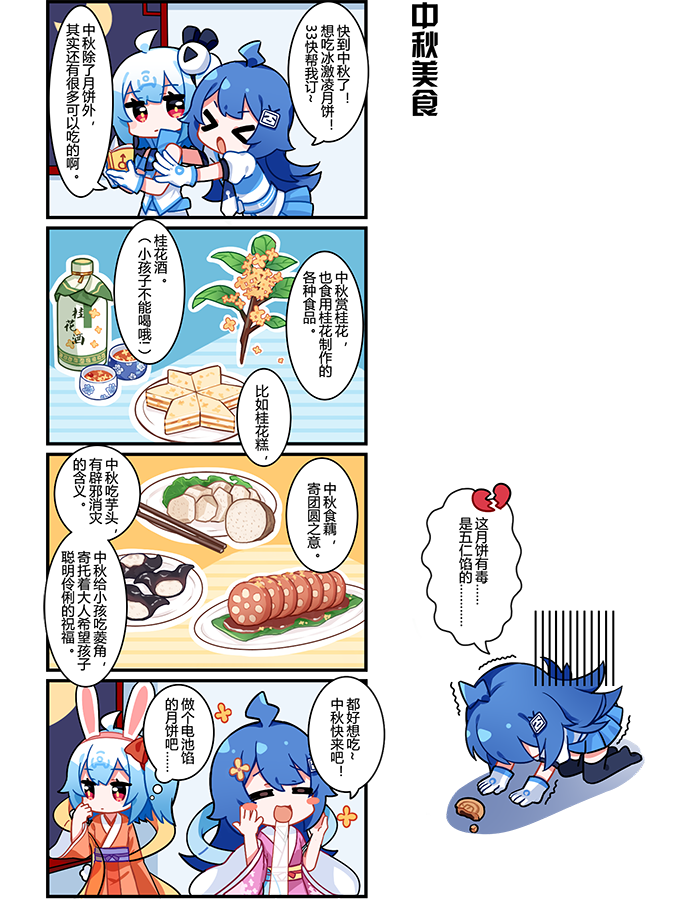 中秋美食
快到中秋了！
想吃冰激凌月饼！
33快帮我订~
中秋除了月饼外，
其实还有很多可以吃的啊。
中秋赏桂花，
也食用桂花制作的
各种食品。
比如桂花糕，
桂花酒。
（小孩子不能喝哦!）
桂
花
酒
中秋食藕，
寄团圆之意。
中秋吃芋头，
有辟邪消灾
的含义。
中秋给小孩吃菱角，
寄托着大人希望孩子
聪明伶俐的祝福。
都好想吃~
中秋快来吧！
做个电池馅
的月饼吧……
这月饼有毒……
是五仁馅的…………